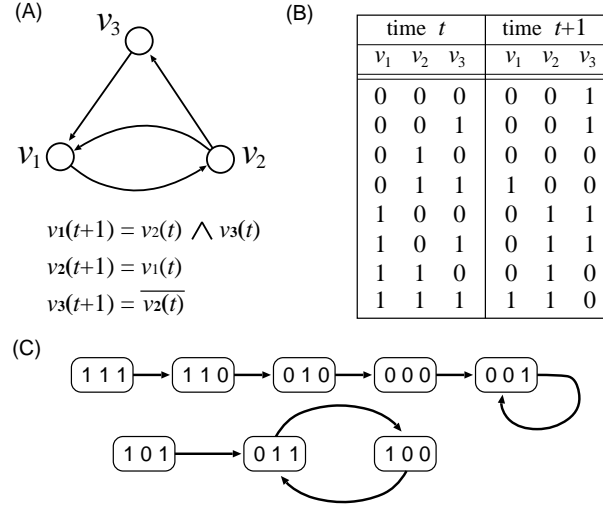 (A)
v3
v1
v2
v1(t+1) = v2(t) ∧ v3(t)
v2(t+1) = v1(t)
v3(t+1) = v̅2̅(̅t̅)̅
(B)
time t time t+1
v1 v2 v3 v1 v2 v3
0 0 0 0 0 1
0 0 1 0 0 1
0 1 0 0 0 0
0 1 1 1 0 0
1 0 0 0 1 1
1 0 1 0 1 1
1 1 0 0 1 0
1 1 1 1 1 0
(C)
1 1 1 1 1 0 0 1 0 0 0 0 0 0 1
1 0 1 0 1 1 1 0 0